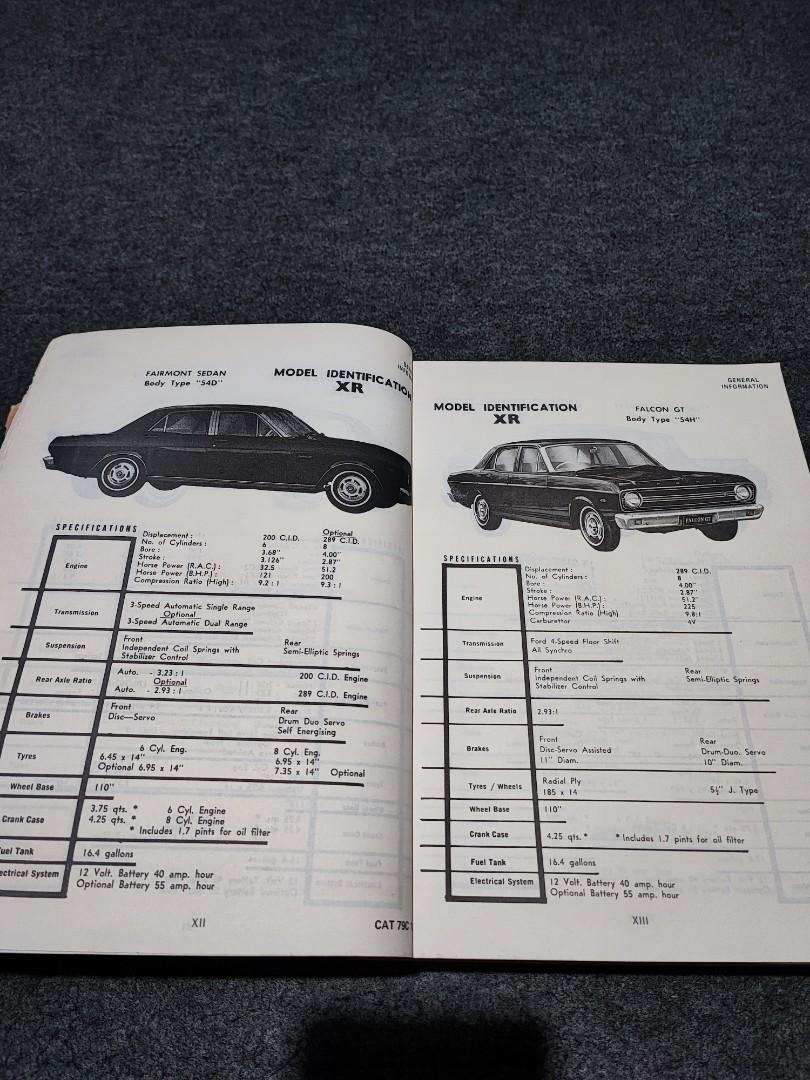 FAIRMONT SEDAN
Body Type "54D"
MODEL IDENTIFICATION
XR
SPECIFICATIONS
Optional
Displacement : 200 C.I.D. 289 C.I.D.
No. of Cylinders : 6 8
Bore : 3.68" 4.00"
Stroke : 3.126" 2.87"
Horse Power (R.A.C.) : 32.5 51.2
Horse Power (B.H.P.) : 121 200
Compression Ratio (High) : 9.2 : 1 9.3 : 1
Engine
Transmission
3-Speed Automatic Single Range
Optional
3-Speed Automatic Dual Range
Suspension
Front Rear
Independent Coil Springs with Semi-Elliptic Springs
Stabilizer Control
Rear Axle Ratio
Auto. - 3.23 : 1 200 C.I.D. Engine
Optional
Auto. - 2.93 : 1 289 C.I.D. Engine
Brakes
Front Rear
Disc—Servo Drum Duo Servo
Self Energising
Tyres
6 Cyl. Eng. 8 Cyl. Eng.
6.45 x 14" 6.95 x 14"
Optional 6.95 x 14" 7.35 x 14" Optional
Wheel Base 110"
Crank Case
3.75 qts. * 6 Cyl. Engine
4.25 qts. * 8 Cyl. Engine
* Includes 1.7 pints for oil filter
Fuel Tank 16.4 gallons
Electrical System
12 Volt. Battery 40 amp. hour
Optional Battery 55 amp. hour
XII
CAT 79C
GENERAL
INFORMATION
MODEL IDENTIFICATION
XR
FALCON GT
Body Type "54H"
FALCON GT
SPECIFICATIONS
Engine
Displacement : 289 C.I.D.
No. of Cylinders : 8
Bore : 4.00"
Stroke : 2.87"
Horse Power (R.A.C.) : 51.2"
Horse Power (B.H.P.) : 225
Compression Ratio (High) 9.8:1
Carburettor 4V
Transmission
Ford 4-Speed Floor Shift
All Synchro
Suspension
Front Rear
Independent Coil Springs with Semi-Elliptic Springs
Stabilizer Control
Rear Axle Ratio 2.93:1
Brakes
Front Rear
Disc-Servo Assisted Drum-Duo. Servo
11" Diam. 10" Diam.
Tyres / Wheels
Radial Ply
185 x 14 5½" J. Type
Wheel Base 110"
Crank Case 4.25 qts. * * Includes 1.7 pints for oil filter
Fuel Tank 16.4 gallons
Electrical System
12 Volt. Battery 40 amp. hour
Optional Battery 55 amp. hour
XIII